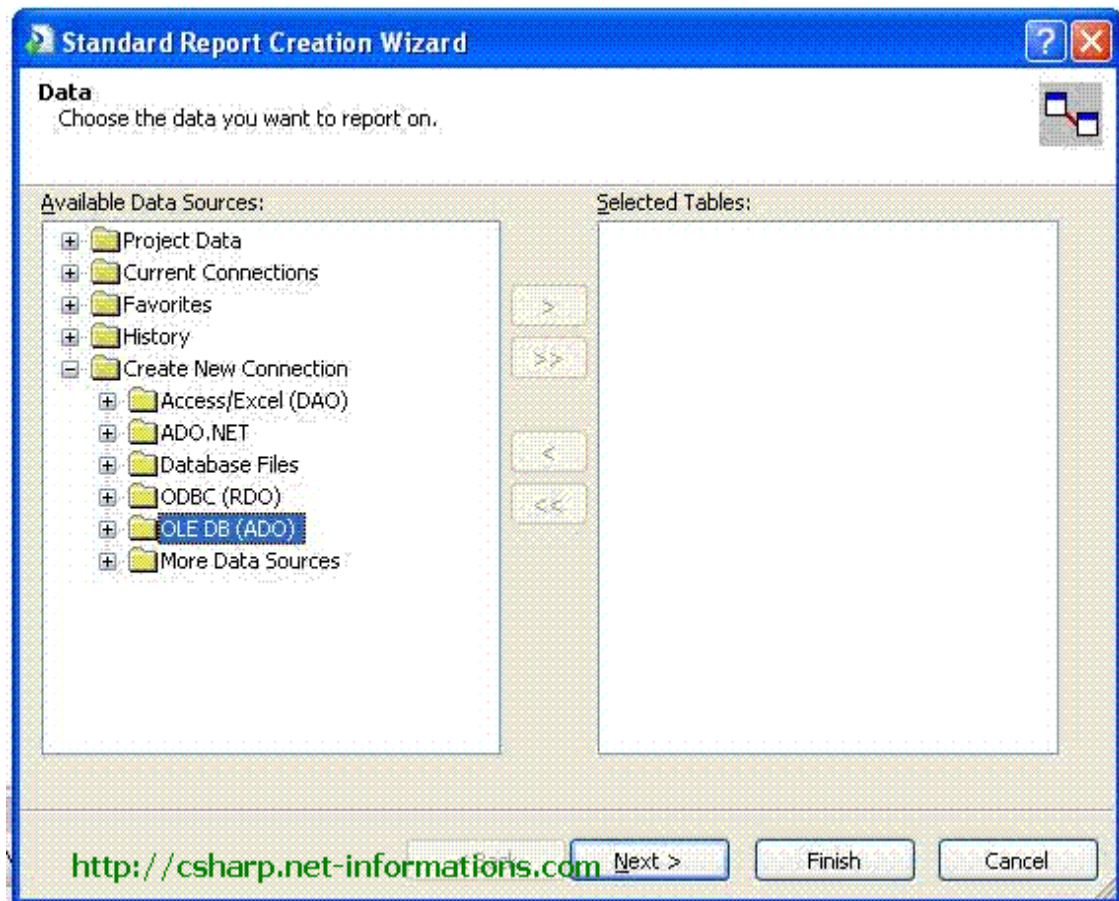 Standard Report Creation Wizard
?
Data
Choose the data you want to report on.
Available Data Sources:
Selected Tables:
Project Data
Current Connections
Favorites
History
Create New Connection
Access/Excel (DAO)
ADO.NET
Database Files
ODBC (RDO)
OLE DB (ADO)
More Data Sources
>
>>
<
<<
http://csharp.net-informations.com
Next >
Finish
Cancel